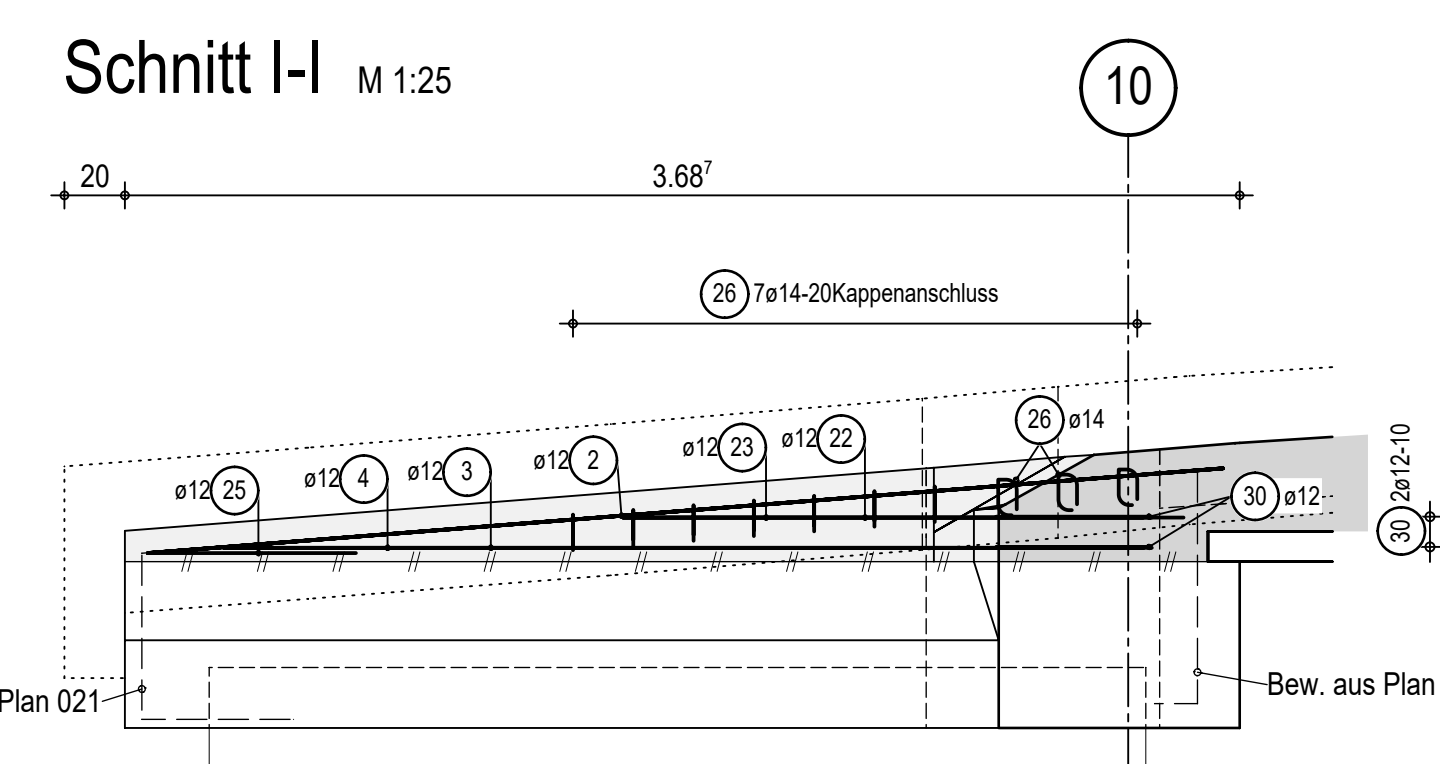 Schnitt I-I M 1:25
10
20 3.68⁷
26 7ø14-20Kappenanschluss
26 ø14
ø12 25
ø12 4
ø12 3
ø12 2
ø12 23
ø12 22
30 ø12
30 2ø12-10
Plan 021
Bew. aus Plan